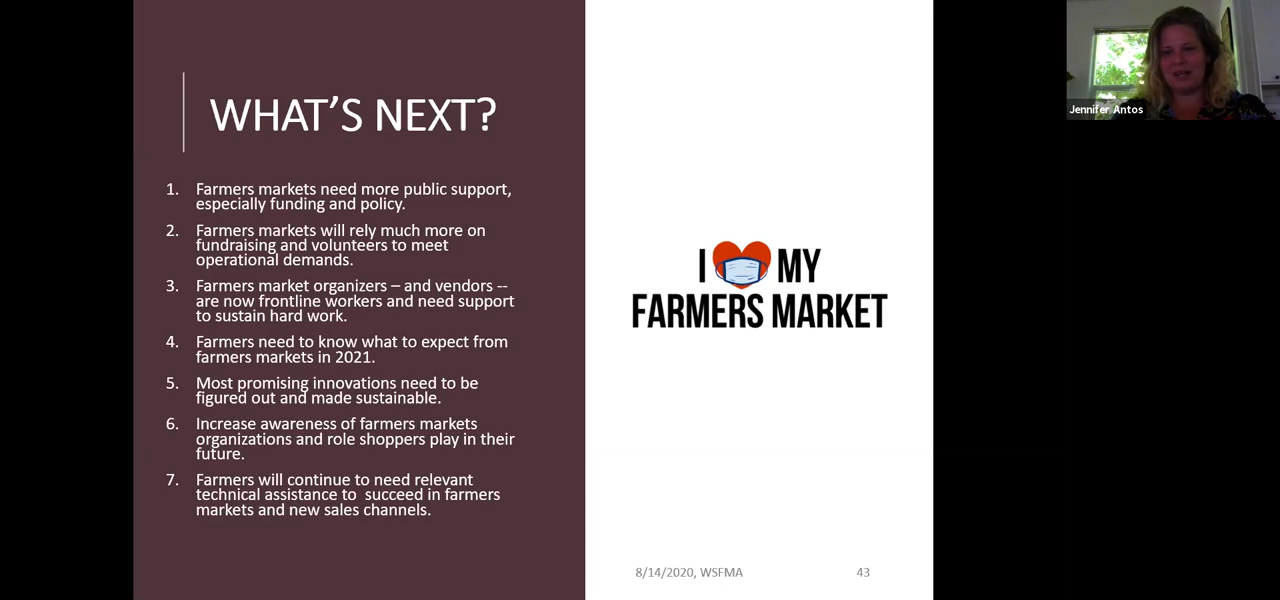 WHAT'S NEXT?
1. Farmers markets need more public support,
especially funding and policy.
2. Farmers markets will rely much more on
fundraising and volunteers to meet
operational demands.
3. Farmers market organizers – and vendors --
are now frontline workers and need support
to sustain hard work.
4. Farmers need to know what to expect from
farmers markets in 2021.
5. Most promising innovations need to be
figured out and made sustainable.
6. Increase awareness of farmers markets
organizations and role shoppers play in their
future.
7. Farmers will continue to need relevant
technical assistance to  succeed in farmers
markets and new sales channels.
I MY
FARMERS MARKET
8/14/2020, WSFMA
43
Jennifer Antos